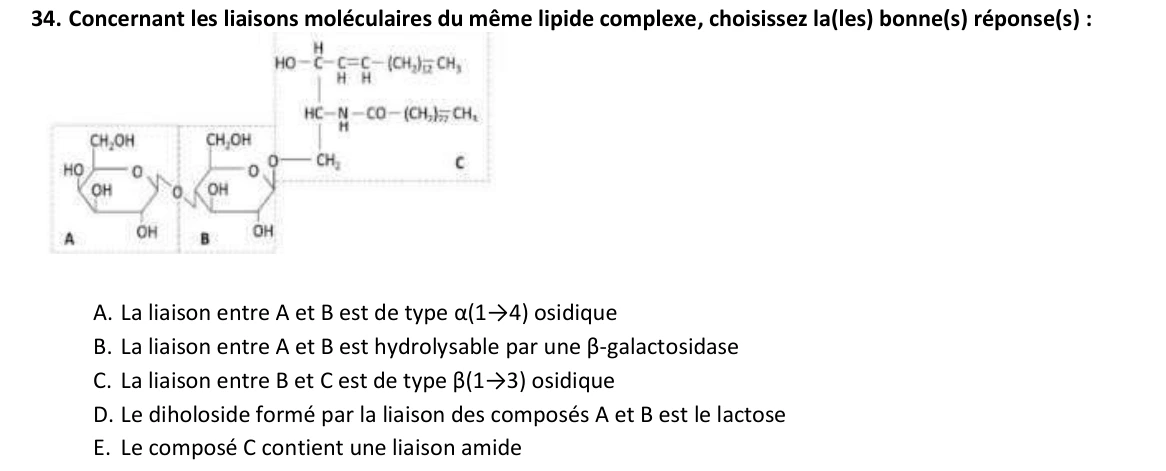 34. Concernant les liaisons moléculaires du même lipide complexe, choisissez la(les) bonne(s) réponse(s) :
H
HO-C-C=C-(CH₂)₁₂-CH₃
H H
HC-N-CO-(CH₂)₂₂-CH₃
H
CH₂OH CH₂OH O-CH₂ C
HO O O
OH O OH
OH OH
A B
A. La liaison entre A et B est de type α(1→4) osidique
B. La liaison entre A et B est hydrolysable par une β-galactosidase
C. La liaison entre B et C est de type β(1→3) osidique
D. Le diholoside formé par la liaison des composés A et B est le lactose
E. Le composé C contient une liaison amide